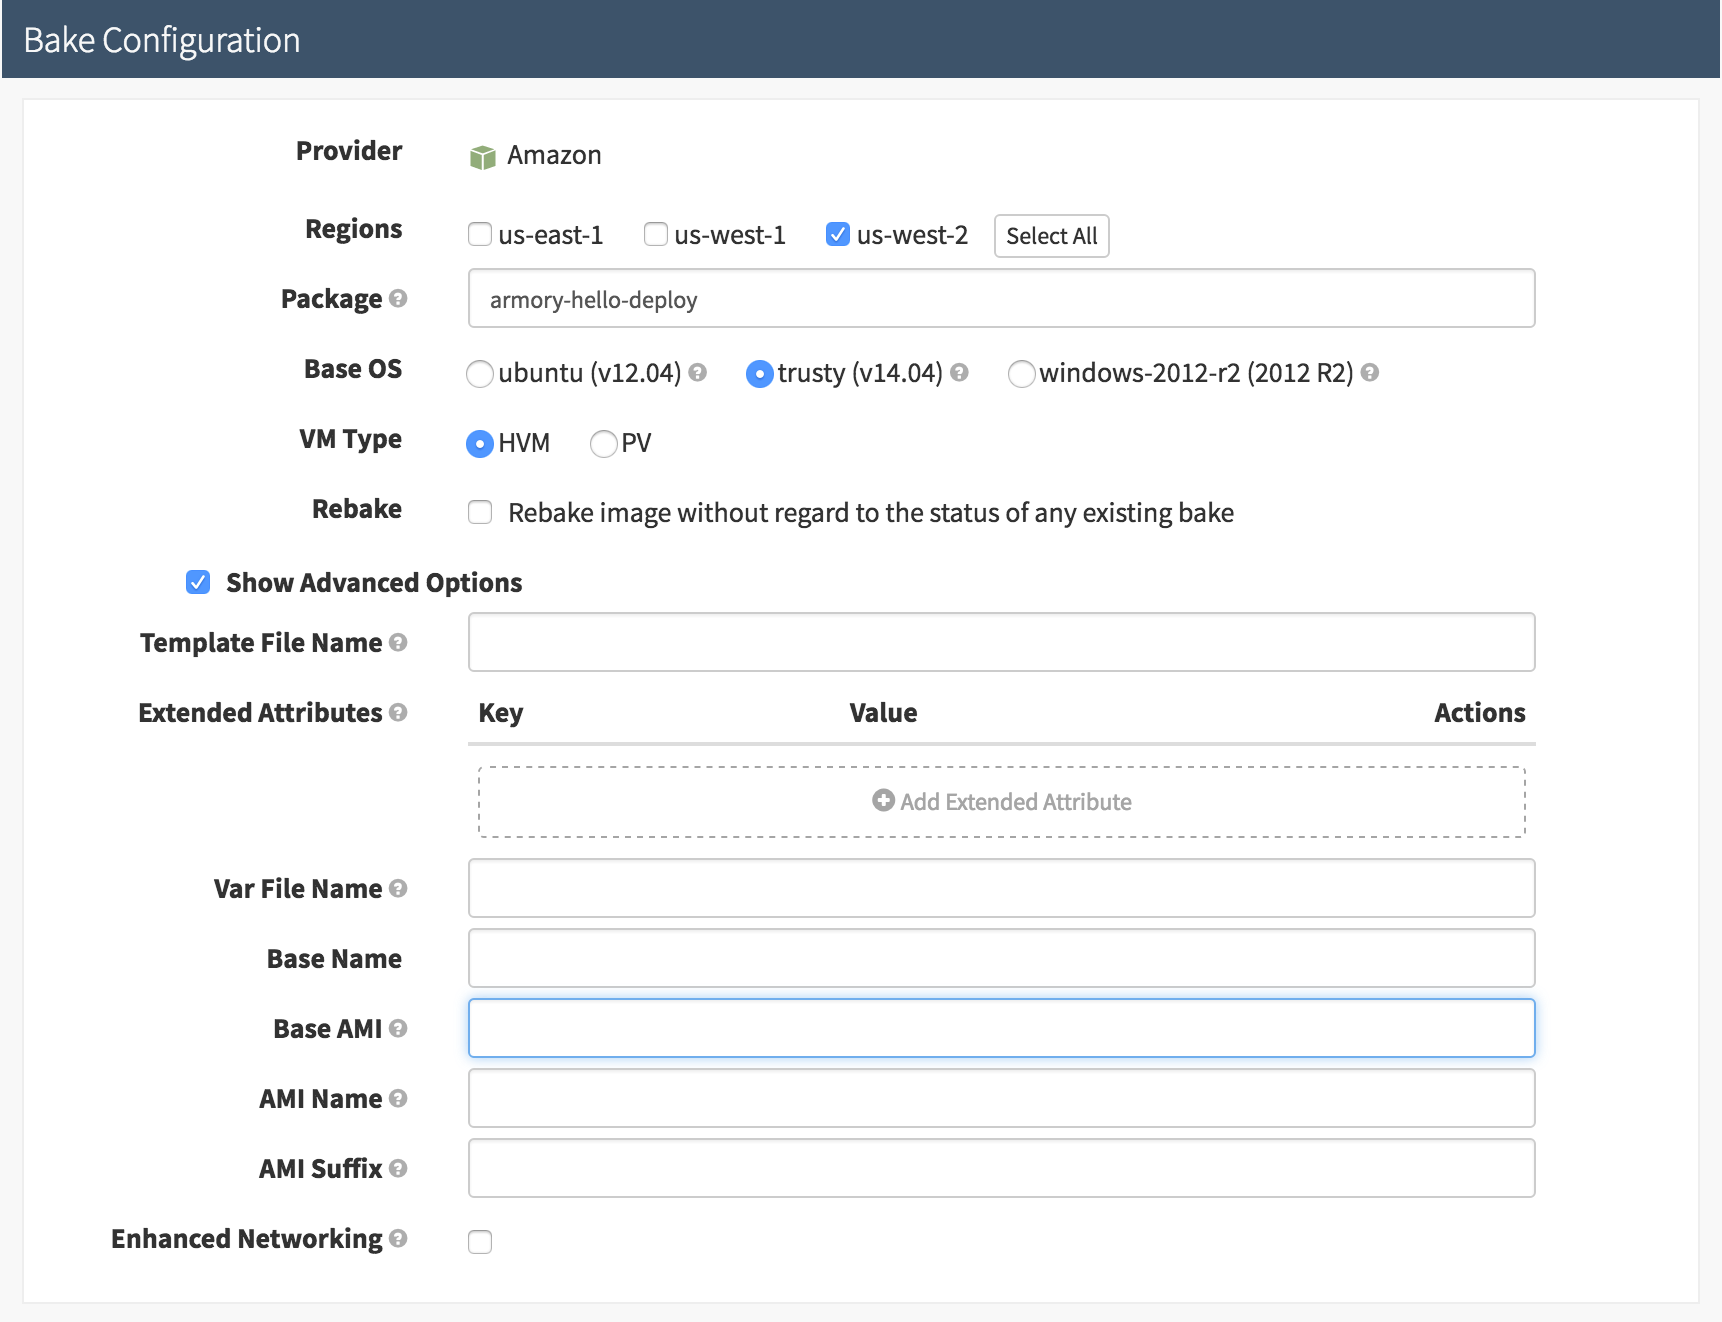 Bake Configuration
Provider Amazon
Regions us-east-1 us-west-1 us-west-2 Select All
Package armory-hello-deploy
Base OS ubuntu (v12.04) trusty (v14.04) windows-2012-r2 (2012 R2)
VM Type HVM PV
Rebake Rebake image without regard to the status of any existing bake
Show Advanced Options
Template File Name
Extended Attributes Key Value Actions
Add Extended Attribute
Var File Name
Base Name
Base AMI
AMI Name
AMI Suffix
Enhanced Networking